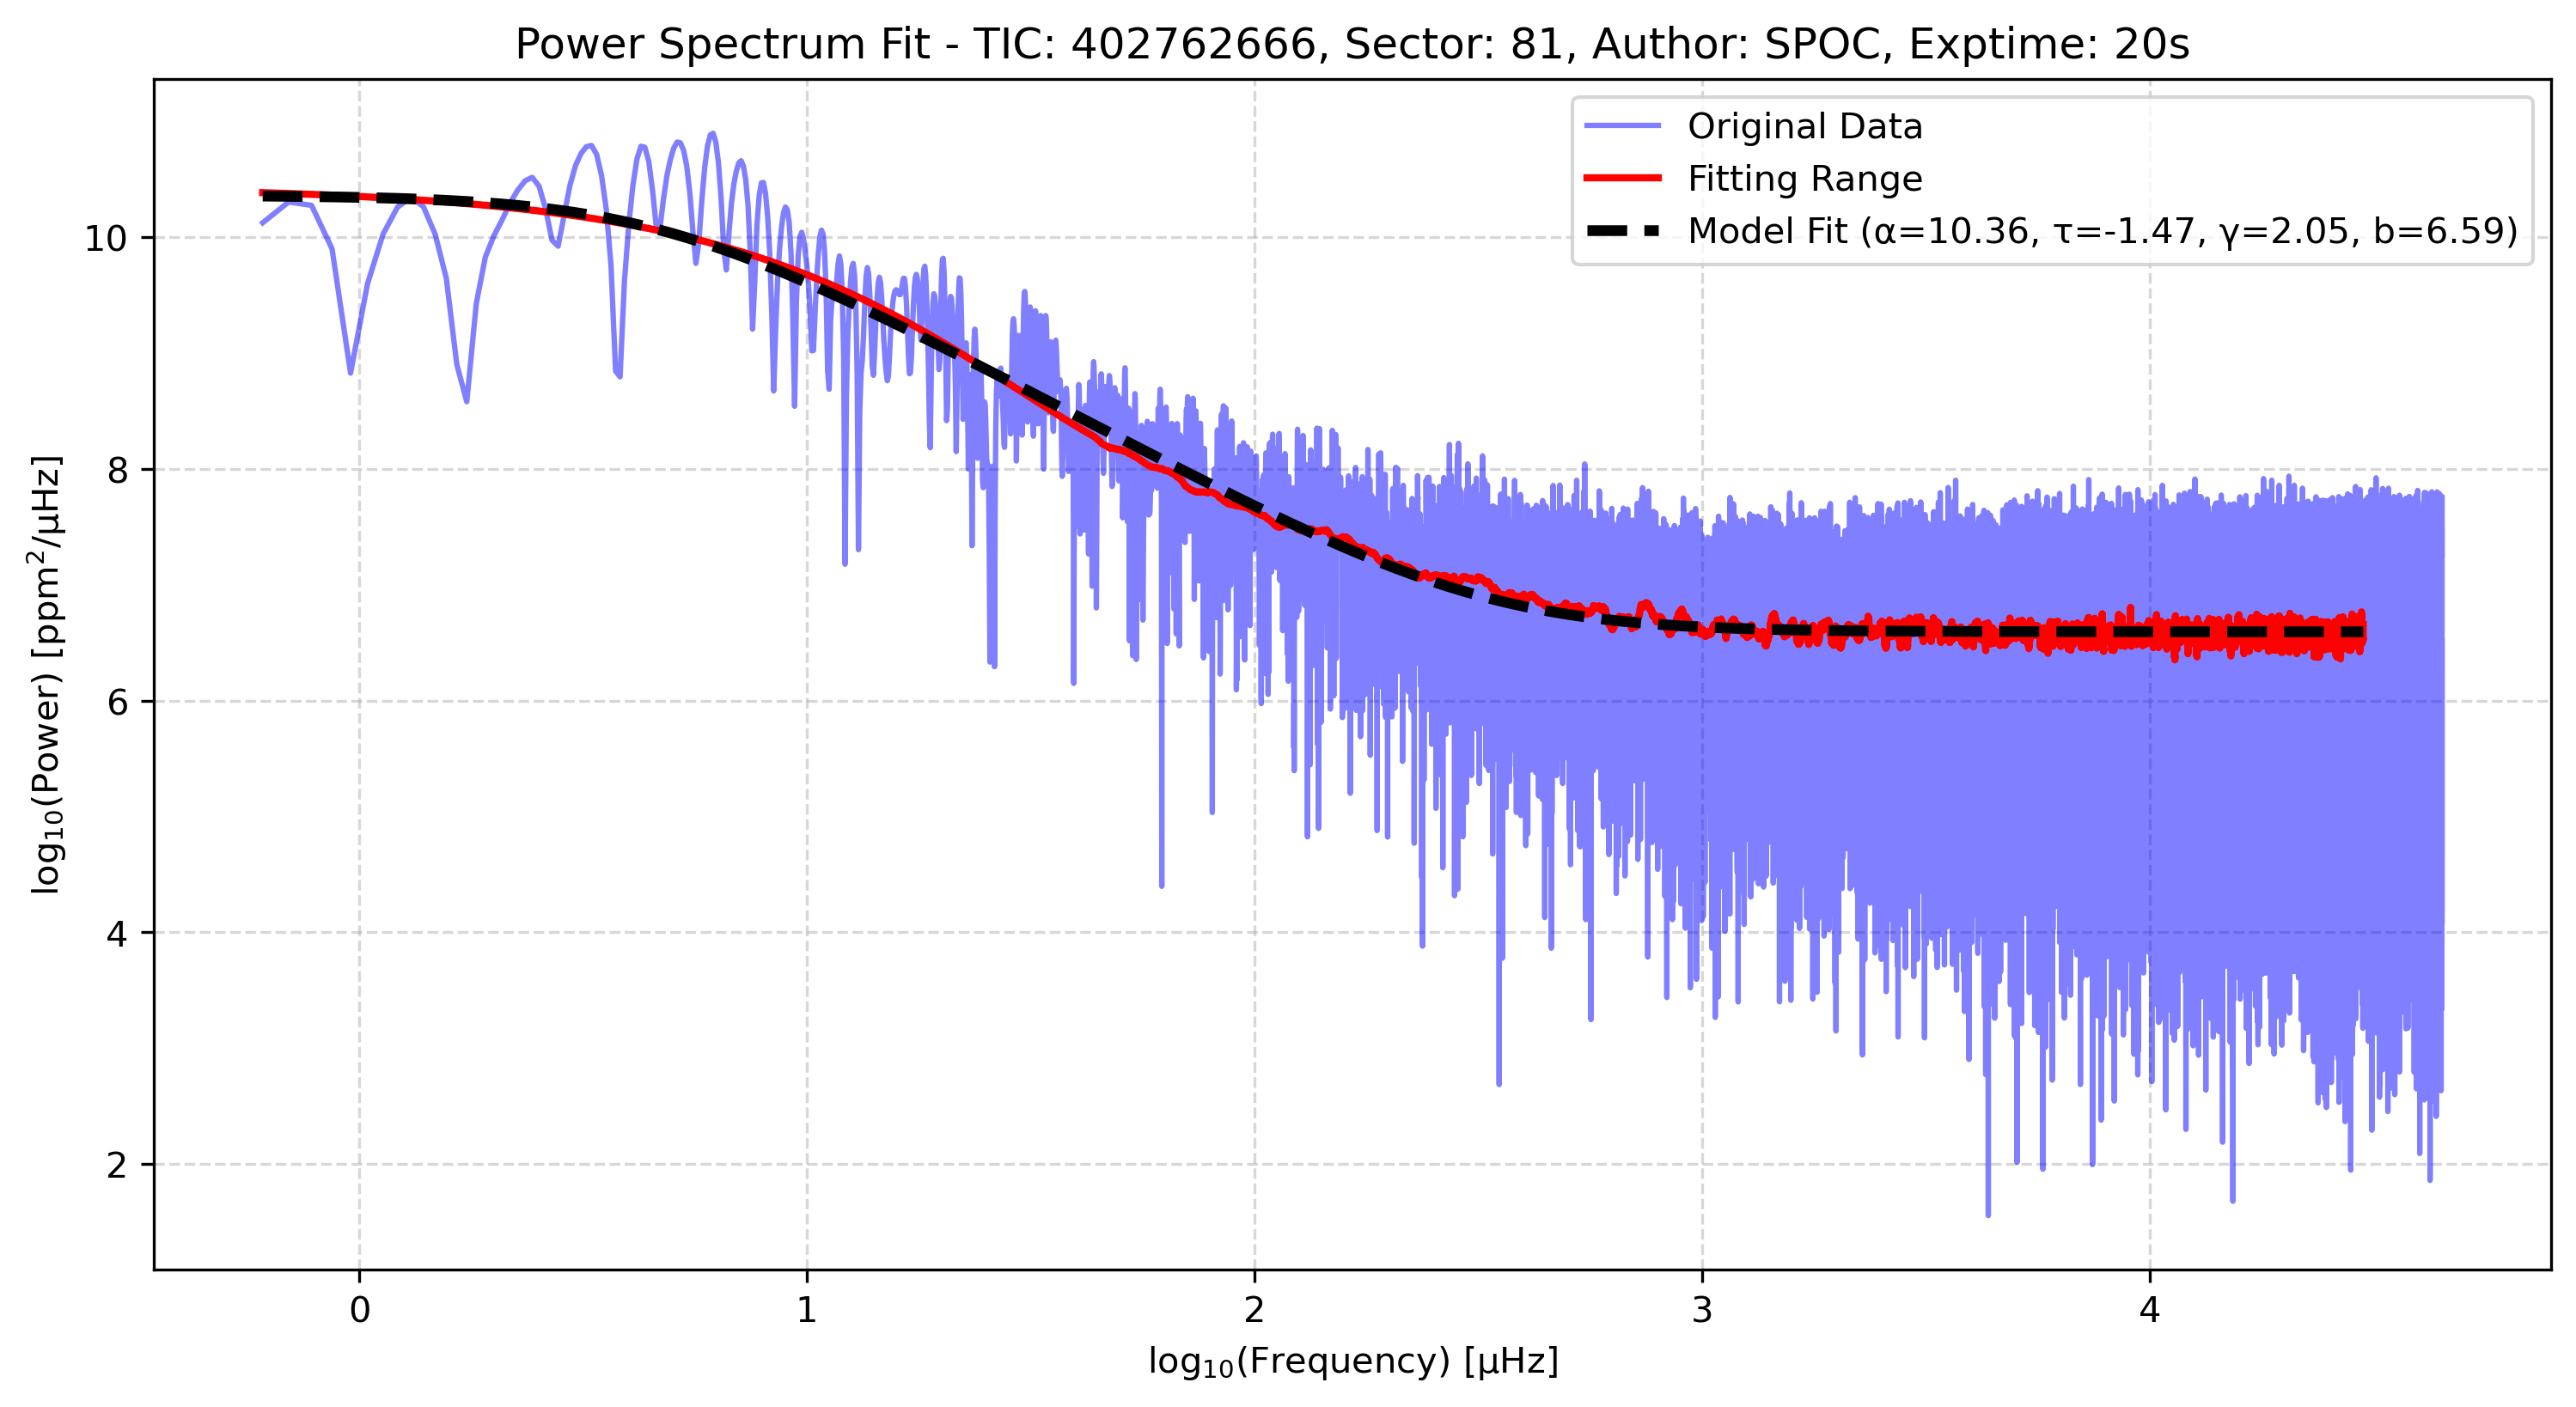 Power Spectrum Fit - TIC: 402762666, Sector: 81, Author: SPOC, Exptime: 20s
Original Data
Fitting Range
Model Fit (α=10.36, τ=-1.47, γ=2.05, b=6.59)
log₁₀(Power) [ppm²/μHz]
10
8
6
4
2
0 1 2 3 4
log₁₀(Frequency) [μHz]